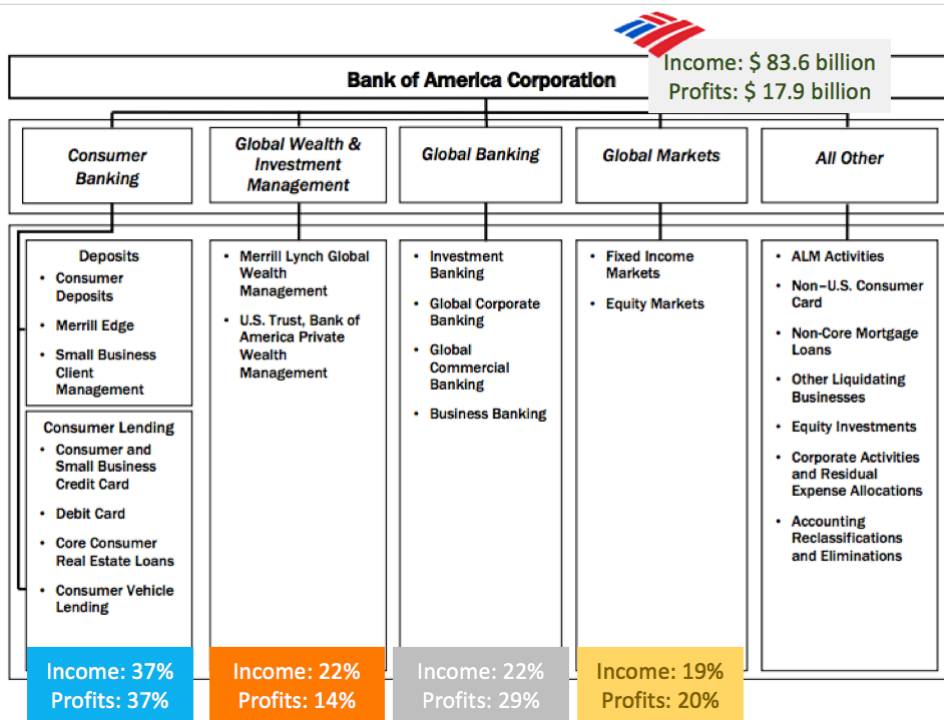 Income: $ 83.6 billion
Profits: $ 17.9 billion
Bank of America Corporation
Consumer
Banking
Global Wealth &
Investment
Management
Global Banking
Global Markets
All Other
Deposits
• Consumer
Deposits
• Merrill Edge
• Small Business
Client
Management
Consumer Lending
• Consumer and
Small Business
Credit Card
• Debit Card
• Core Consumer
Real Estate Loans
• Consumer Vehicle
Lending
• Merrill Lynch Global
Wealth
Management
• U.S. Trust, Bank of
America Private
Wealth
Management
• Investment
Banking
• Global Corporate
Banking
• Global
Commercial
Banking
• Business Banking
• Fixed Income
Markets
• Equity Markets
• ALM Activities
• Non–U.S. Consumer
Card
• Non-Core Mortgage
Loans
• Other Liquidating
Businesses
• Equity Investments
• Corporate Activities
and Residual
Expense Allocations
• Accounting
Reclassifications
and Eliminations
Income: 37%
Profits: 37%
Income: 22%
Profits: 14%
Income: 22%
Profits: 29%
Income: 19%
Profits: 20%